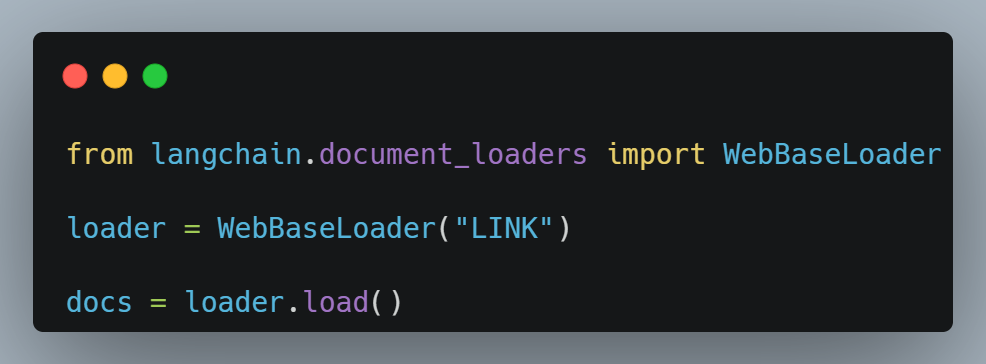 from langchain.document_loaders import WebBaseLoader
loader = WebBaseLoader("LINK")
docs = loader.load()